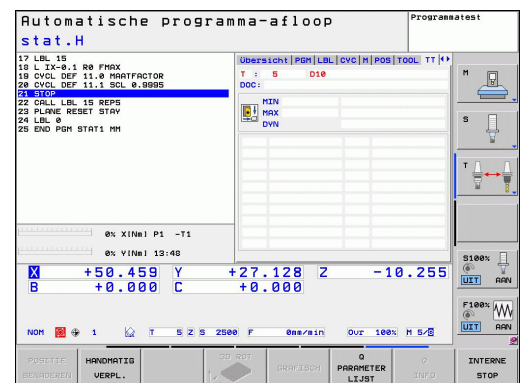 Automatische programma-afloop
Programmatest
stat.H
17 LBL 15
18 L IX-0.1 R0 FMAX
19 CYCL DEF 11.0 MAATFACTOR
20 CYCL DEF 11.1 SCL 0.9995
21 STOP
22 CALL LBL 15 REP5
23 PLANE RESET STAY
24 LBL 0
25 END PGM STAT1 MM
Übersicht PGM LBL CYC M POS TOOL TT
T : 5 D10
DOC:
MIN
MAX
DYN
M
S
T
0% X[Nm] P1 -T1
0% Y[Nm] 13:48
X +50.459 Y +27.128 Z -10.255
B +0.000 C +0.000
NOM 1 T 5 Z S 2500 F 0mm/min Ovr 100% M 5/8
S100%
UIT AAN
F100%
UIT AAN
POSITIE BENADEREN
HANDMATIG VERPL.
3D ROT
GRAFISCH
Q PARAMETER LIJST
Q INFO
INTERNE STOP